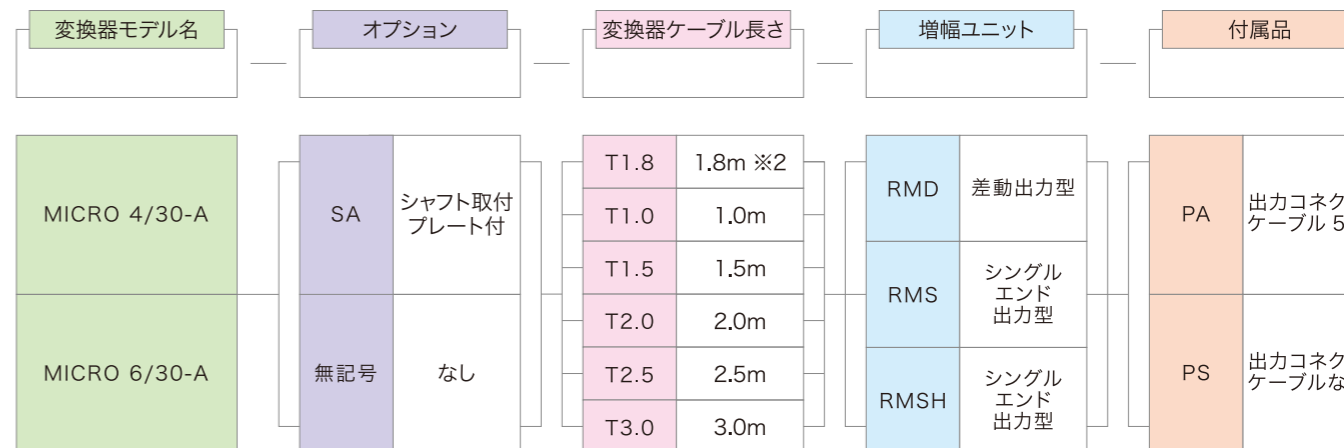 変換器モデル名
オプション
変換器ケーブル長さ
増幅ユニット
付属品
MICRO 4/30-A
MICRO 6/30-A
SA
シャフト取付
プレート付
無記号
なし
T1.8
1.8m ※2
T1.0
1.0m
T1.5
1.5m
T2.0
2.0m
T2.5
2.5m
T3.0
3.0m
RMD
差動出力型
RMS
シングル
エンド
出力型
RMSH
シングル
エンド
出力型
PA
出力コネク
ケーブル 5
PS
出力コネク
ケーブルな